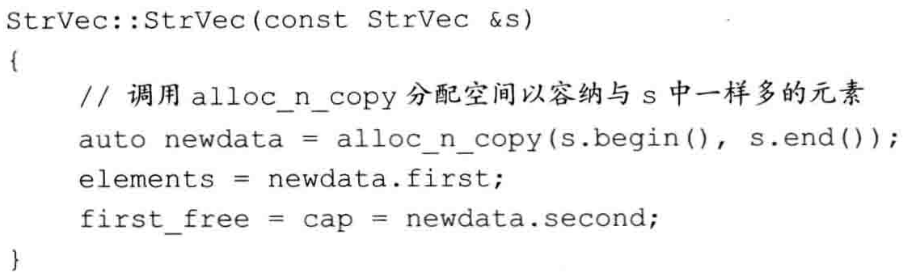 StrVec::StrVec(const StrVec &s)
{
// 调用 alloc_n_copy 分配空间以容纳与 s 中一样多的元素
auto newdata = alloc_n_copy(s.begin(), s.end());
elements = newdata.first;
first_free = cap = newdata.second;
}